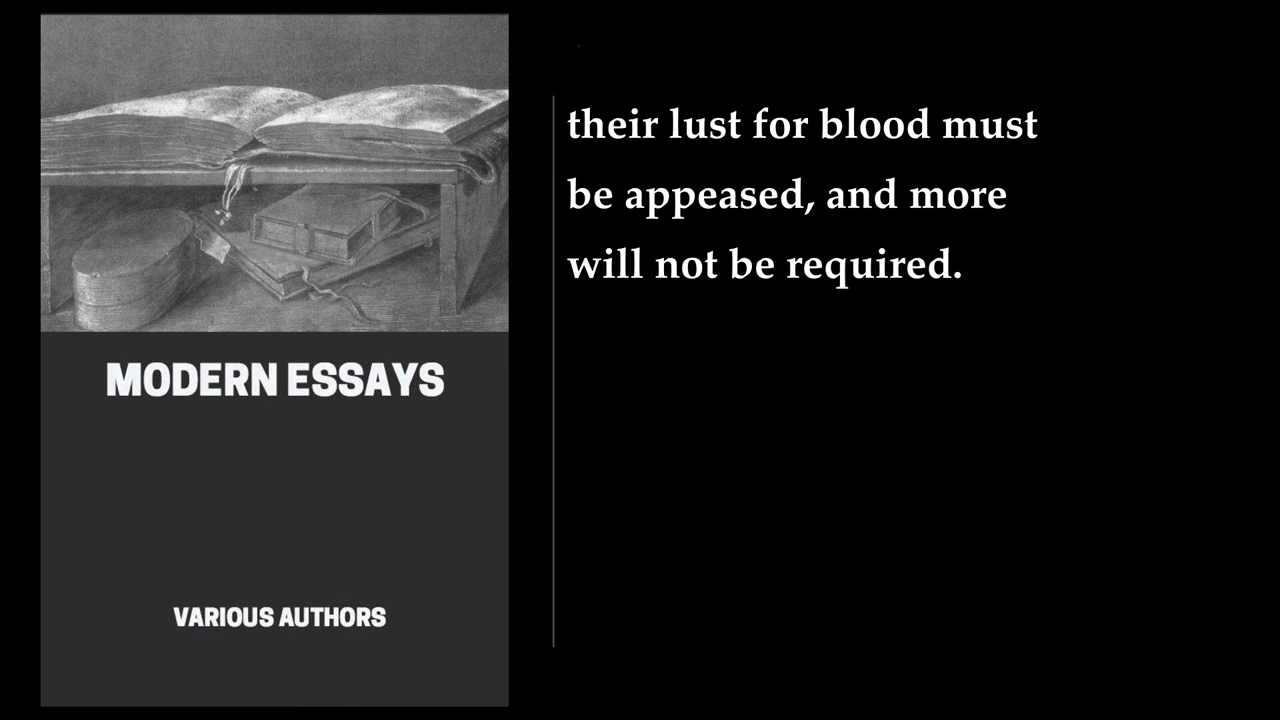 MODERN ESSAYS
VARIOUS AUTHORS
their lust for blood must
be appeased, and more
will not be required.